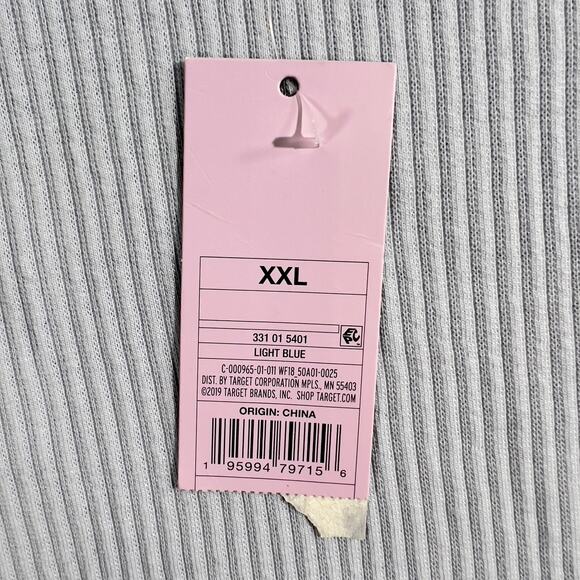 XXL
331 01 5401
LIGHT BLUE
C-000965-01-011 WF18_50A01-0025
DIST. BY TARGET CORPORATION MPLS., MN 55403
©2019 TARGET BRANDS, INC. SHOP TARGET.COM
ORIGIN: CHINA
1 95994 79715 6